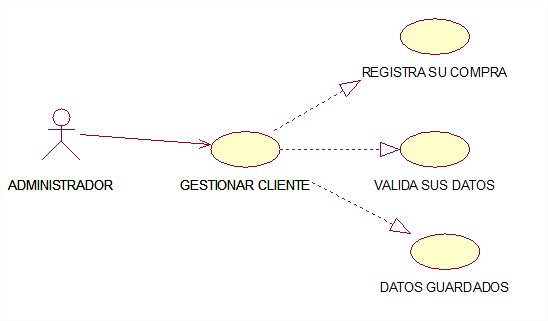 REGISTRA SU COMPRA
ADMINISTRADOR
GESTIONAR CLIENTE
VALIDA SUS DATOS
DATOS GUARDADOS